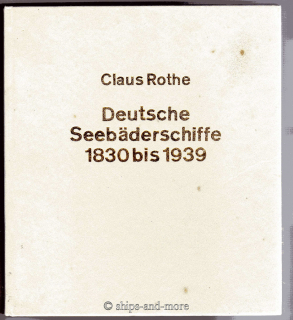 Claus Rothe
Deutsche
Seebäderschiffe
1830 bis 1939
© ships-and-more